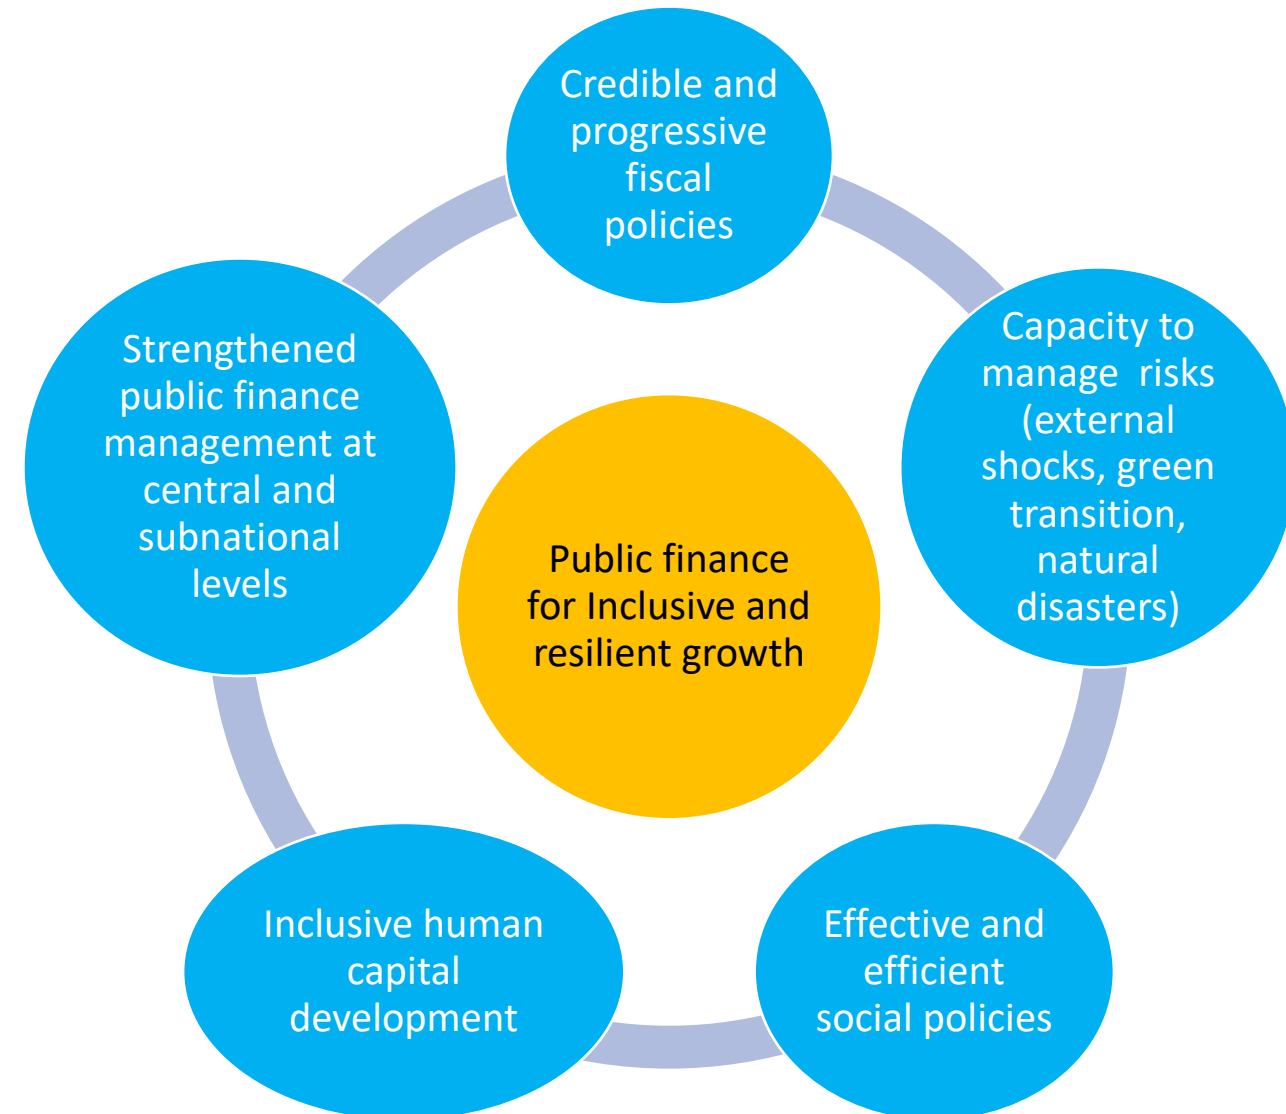 Credible and
progressive
fiscal
policies
Capacity to
manage  risks
(external
shocks, green
transition,
natural
disasters)
Effective and
efficient
social policies
Inclusive human
capital
development
Strengthened
public finance
management at
central and
subnational
levels
Public finance
for Inclusive and
resilient growth